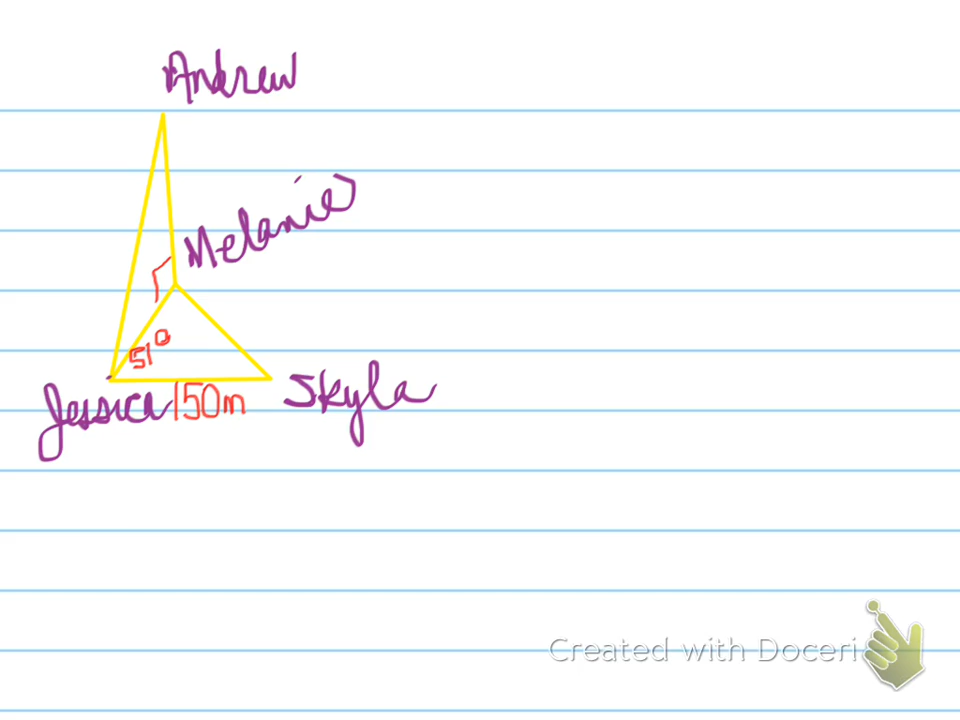 Andrew
Melanie
51°
Jessica 150m Skyla
Created with Doceri